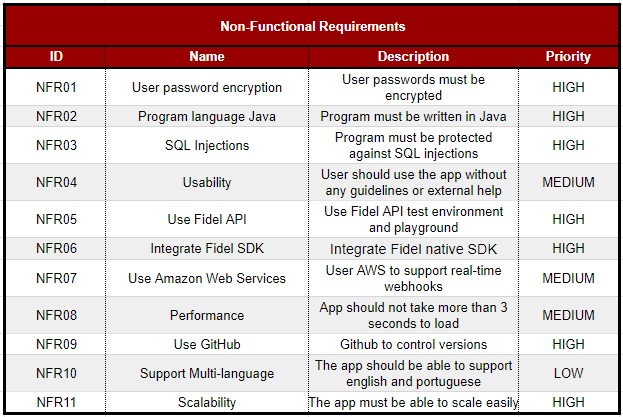 Non-Functional Requirements
ID Name Description Priority
NFR01 User password encryption User passwords must be encrypted HIGH
NFR02 Program language Java Program must be written in Java HIGH
NFR03 SQL Injections Program must be protected against SQL injections HIGH
NFR04 Usability User should use the app without any guidelines or external help MEDIUM
NFR05 Use Fidel API Use Fidel API test environment and playground HIGH
NFR06 Integrate Fidel SDK Integrate Fidel native SDK HIGH
NFR07 Use Amazon Web Services User AWS to support real-time webhooks MEDIUM
NFR08 Performance App should not take more than 3 seconds to load MEDIUM
NFR09 Use GitHub Github to control versions HIGH
NFR10 Support Multi-language The app should be able to support english and portuguese LOW
NFR11 Scalability The app must be able to scale easily HIGH